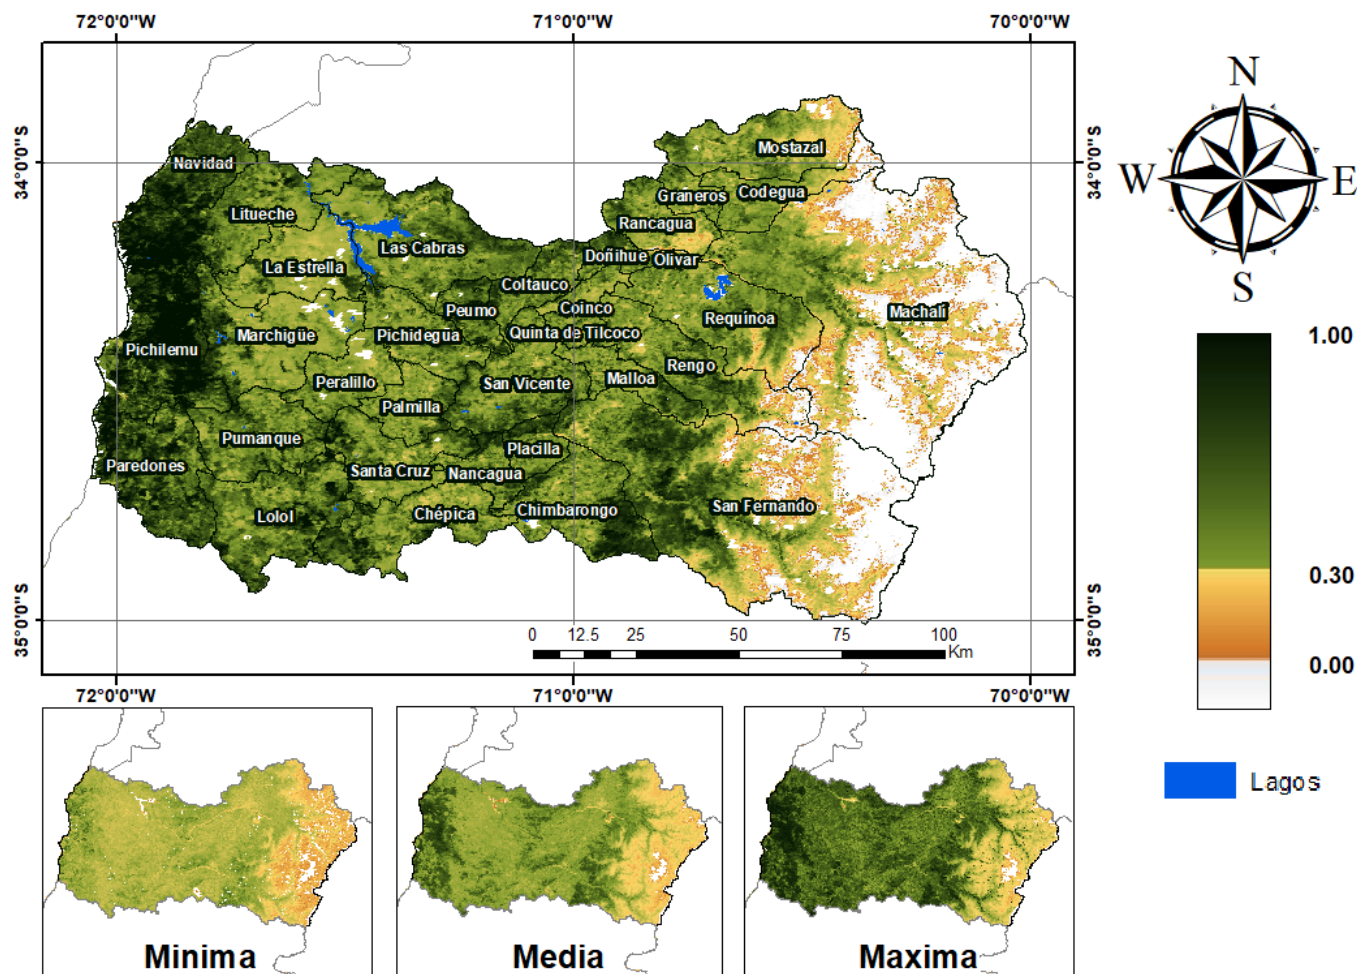 72°0'0"W 71°0'0"W 70°0'0"W
N
34°0'0"S
34°0'0"S
W
E
S
Navidad
Mostazal
Litueche
Graneros
Codegua
Rancagua
Las Cabras
La Estrella
Doñihue
Olivar
Coltauco
Peumo
Coinco
Machalí
Requínoa
Marchigüe
Pichidegua
Quinta de Tilcoco
Pichilemu
Rengo
Peralillo
San Vicente
Malloa
Palmilla
Pumanque
Placilla
Paredones
Santa Cruz
Nancagua
San Fernando
Lolol
Chépica
Chimbarongo
35°0'0"S
35°0'0"S
0 12.5 25 50 75 100
Km
72°0'0"W 71°0'0"W 70°0'0"W
1.00
0.30
0.00
Lagos
Minima
Media
Maxima